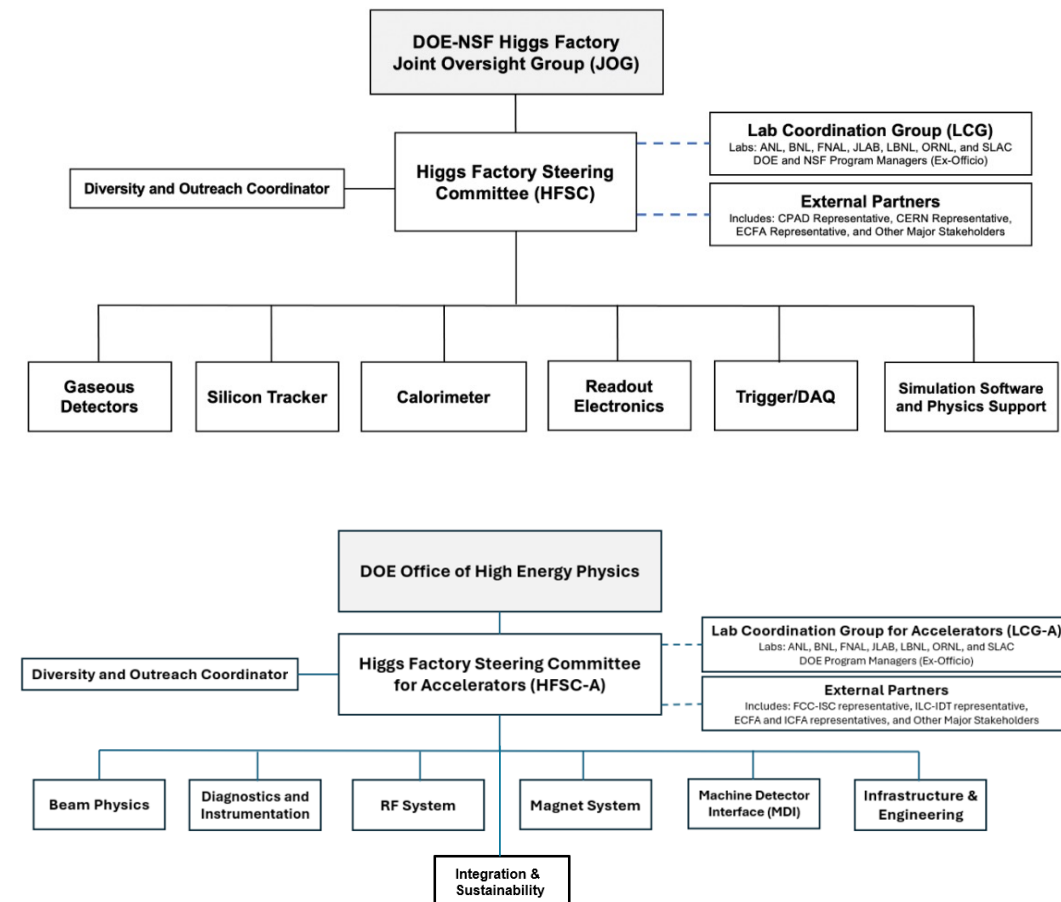 DOE-NSF Higgs Factory
Joint Oversight Group (JOG)
Lab Coordination Group (LCG)
Labs: ANL, BNL, FNAL, JLAB, LBNL, ORNL, and SLAC
DOE and NSF Program Managers (Ex-Officio)
Diversity and Outreach Coordinator
Higgs Factory Steering
Committee (HFSC)
External Partners
Includes: CPAD Representative, CERN Representative,
ECFA Representative, and Other Major Stakeholders
Gaseous
Detectors
Silicon Tracker
Calorimeter
Readout
Electronics
Trigger/DAQ
Simulation Software
and Physics Support
DOE Office of High Energy Physics
Lab Coordination Group for Accelerators (LCG-A)
Labs: ANL, BNL, FNAL, JLAB, LBNL, ORNL, and SLAC
DOE Program Managers (Ex-Officio)
Diversity and Outreach Coordinator
Higgs Factory Steering Committee
for Accelerators (HFSC-A)
External Partners
Includes: FCC-ISC representative, ILC-IDT representative,
ECFA and ICFA representatives, and Other Major Stakeholders
Beam Physics
Diagnostics and
Instrumentation
RF System
Magnet System
Machine Detector
Interface (MDI)
Infrastructure &
Engineering
Integration &
Sustainability